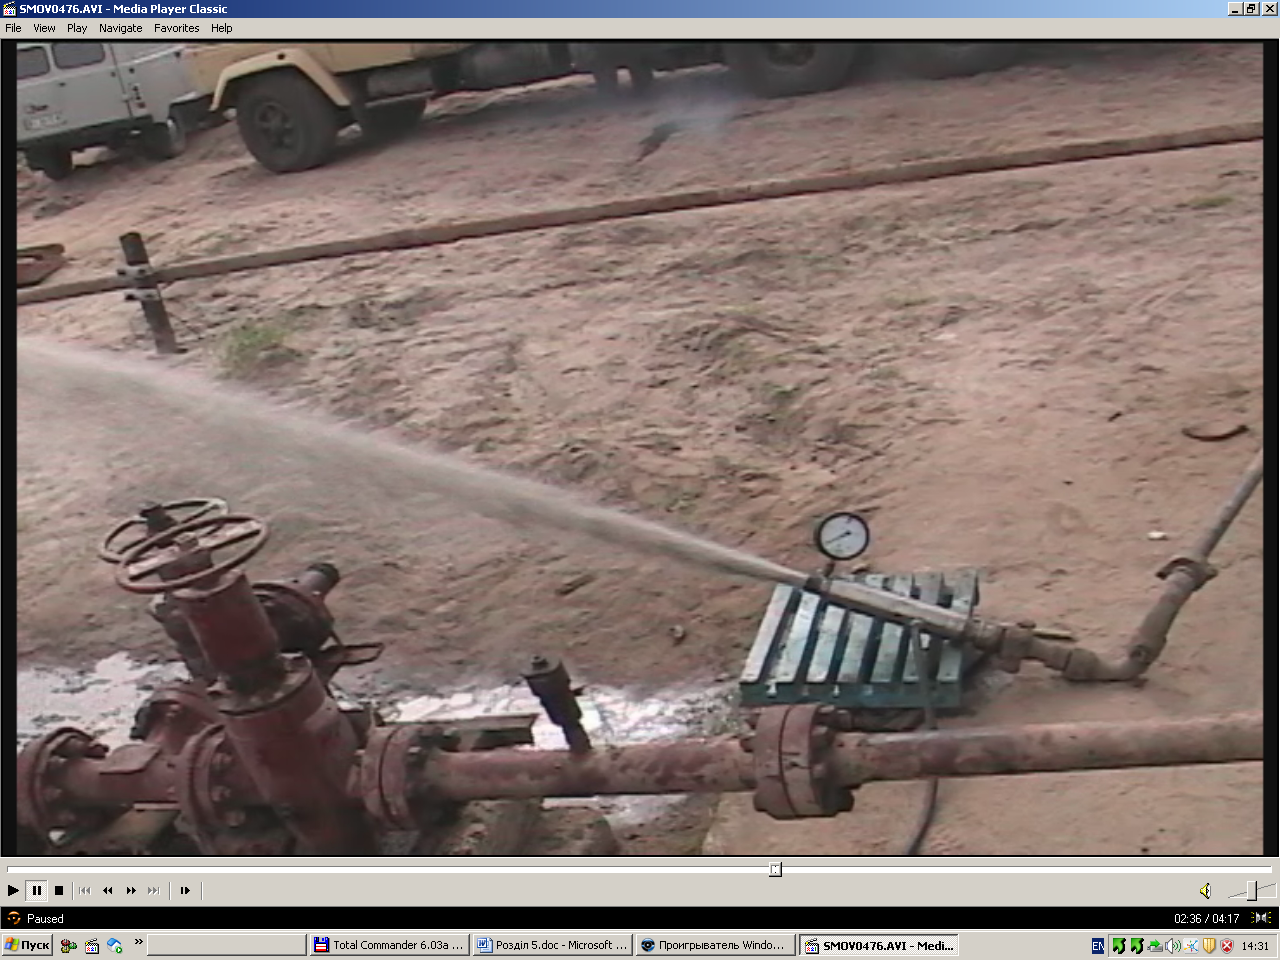 SMOV0476.AVI - Media Player Classic
File View Play Navigate Favorites Help
Paused
02:36 / 04:17
Пуск
»
Total Commander 6.03a ...
Розділ 5.doc - Microsoft ...
Проигрыватель Windo...
SMOV0476.AVI - Medi...
EN
14:31